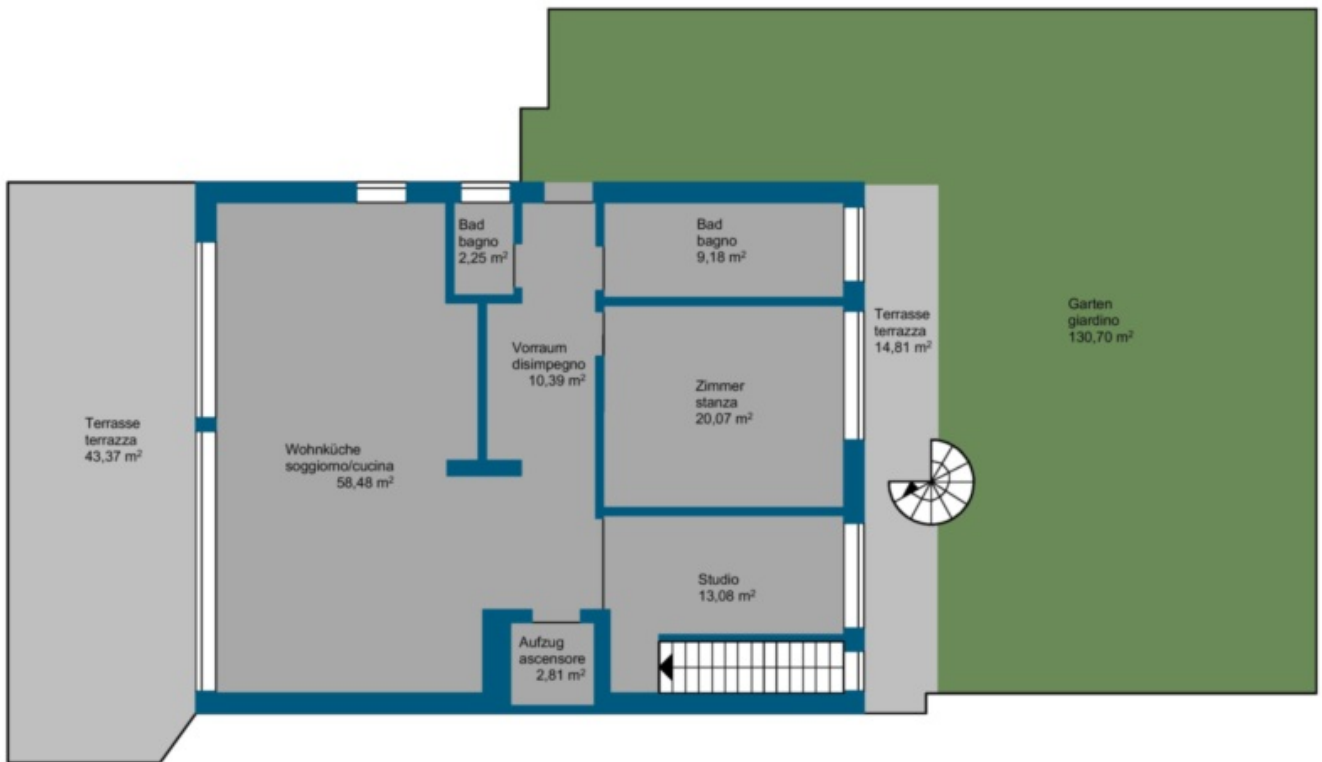 Bad
bagno
2,25 m²
Bad
bagno
9,18 m²
Garten
giardino
130,70 m²
Terrasse
terrazza
14,81 m²
Vorraum
disimpegno
10,39 m²
Zimmer
stanza
20,07 m²
Terrasse
terrazza
43,37 m²
Wohnküche
soggiorno/cucina
58,48 m²
Studio
13,08 m²
Aufzug
ascensore
2,81 m²